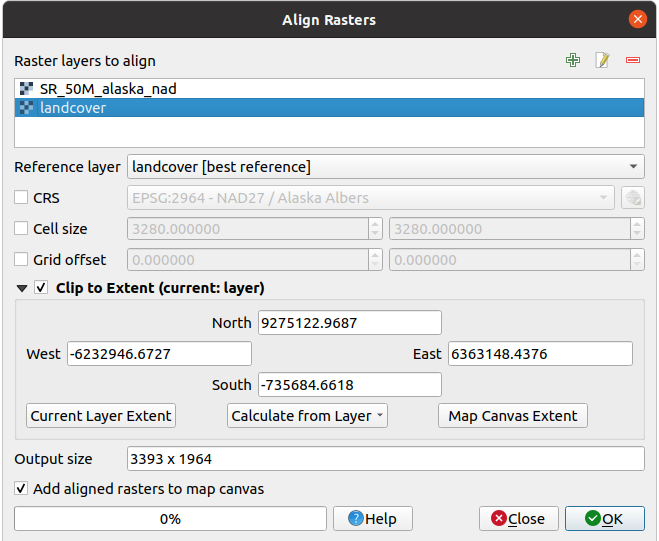 Align Rasters
Raster layers to align
SR_50M_alaska_nad
landcover
Reference layer landcover [best reference]
CRS EPSG:2964 - NAD27 / Alaska Albers
Cell size 3280.000000 3280.000000
Grid offset 0.000000 0.000000
Clip to Extent (current: layer)
North 9275122.9687
West -6232946.6727 East 6363148.4376
South -735684.6618
Current Layer Extent Calculate from Layer Map Canvas Extent
Output size 3393 x 1964
Add aligned rasters to map canvas
0% Help Close OK